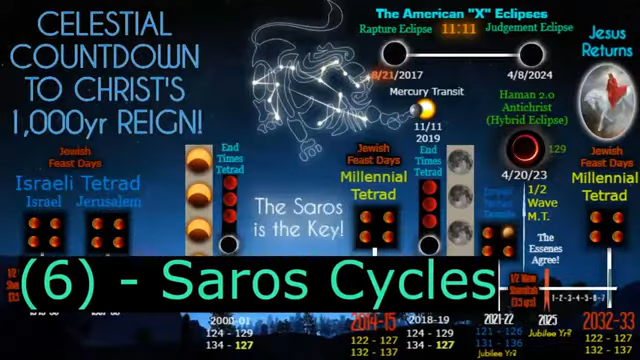 CELESTIAL
COUNTDOWN
TO CHRIST'S
1,000yr REIGN!
The American "X" Eclipses
Rapture Eclipse 11:11 Judgement Eclipse
8/21/2017
4/8/2024
Mercury Transit
11/11
2019
Jesus
Returns
Haman 2.0
Antichrist
(Hybrid Eclipse)
129
4/20/23
Jewish
Feast Days
Israeli Tetrad
Israel
Jerusalem
End
Times
Tetrad
The Saros
is the Key!
Jewish
Feast Days
Millennial
Tetrad
End
Times
Tetrad
1/2
Wave
M.T.
The
Essenes
Agree!
Jewish
Feast Days
Millennial
Tetrad
(6) - Saros Cycles
1-2-3-4-5-6-7
2000-01
124 - 129
134 - 127
2014-15
122 - 127
132 - 137
2018-19
124 - 129
134 - 127
2021-22
121 - 126
131 - 136
Jubilee Yr?
2025
Jubilee Yr?
2032-33
122 - 127
132 - 137